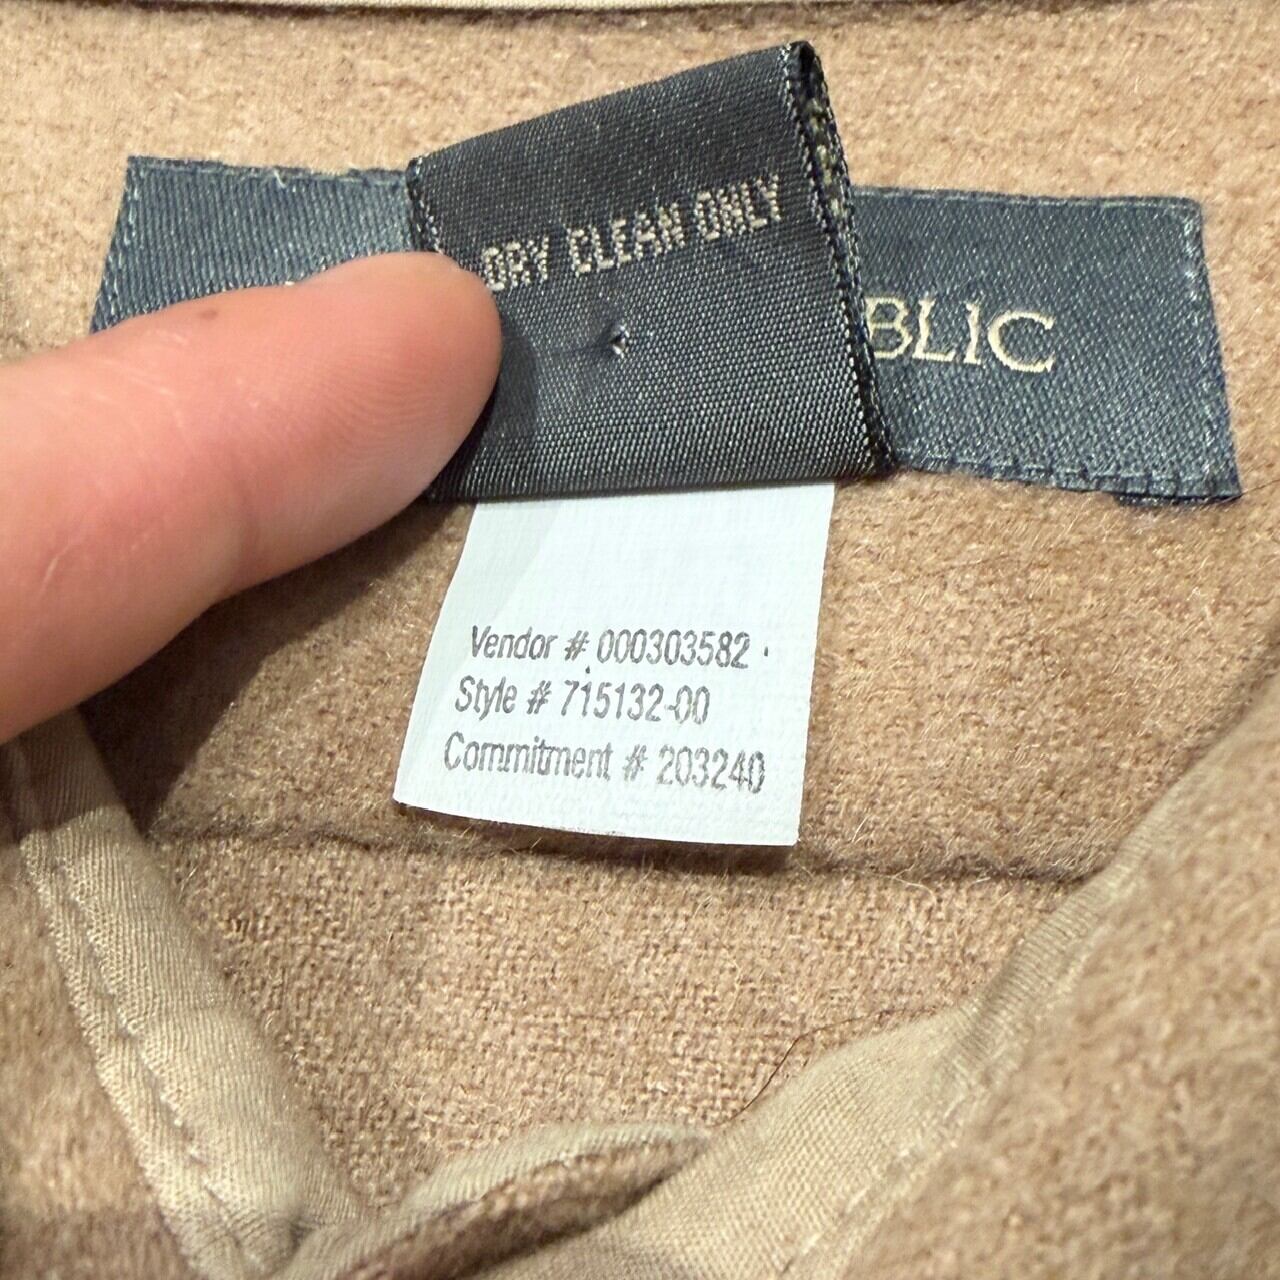 DRY CLEAN ONLY
BLIC
Vendor # 000303582
Style # 715132-00
Commitment # 203240